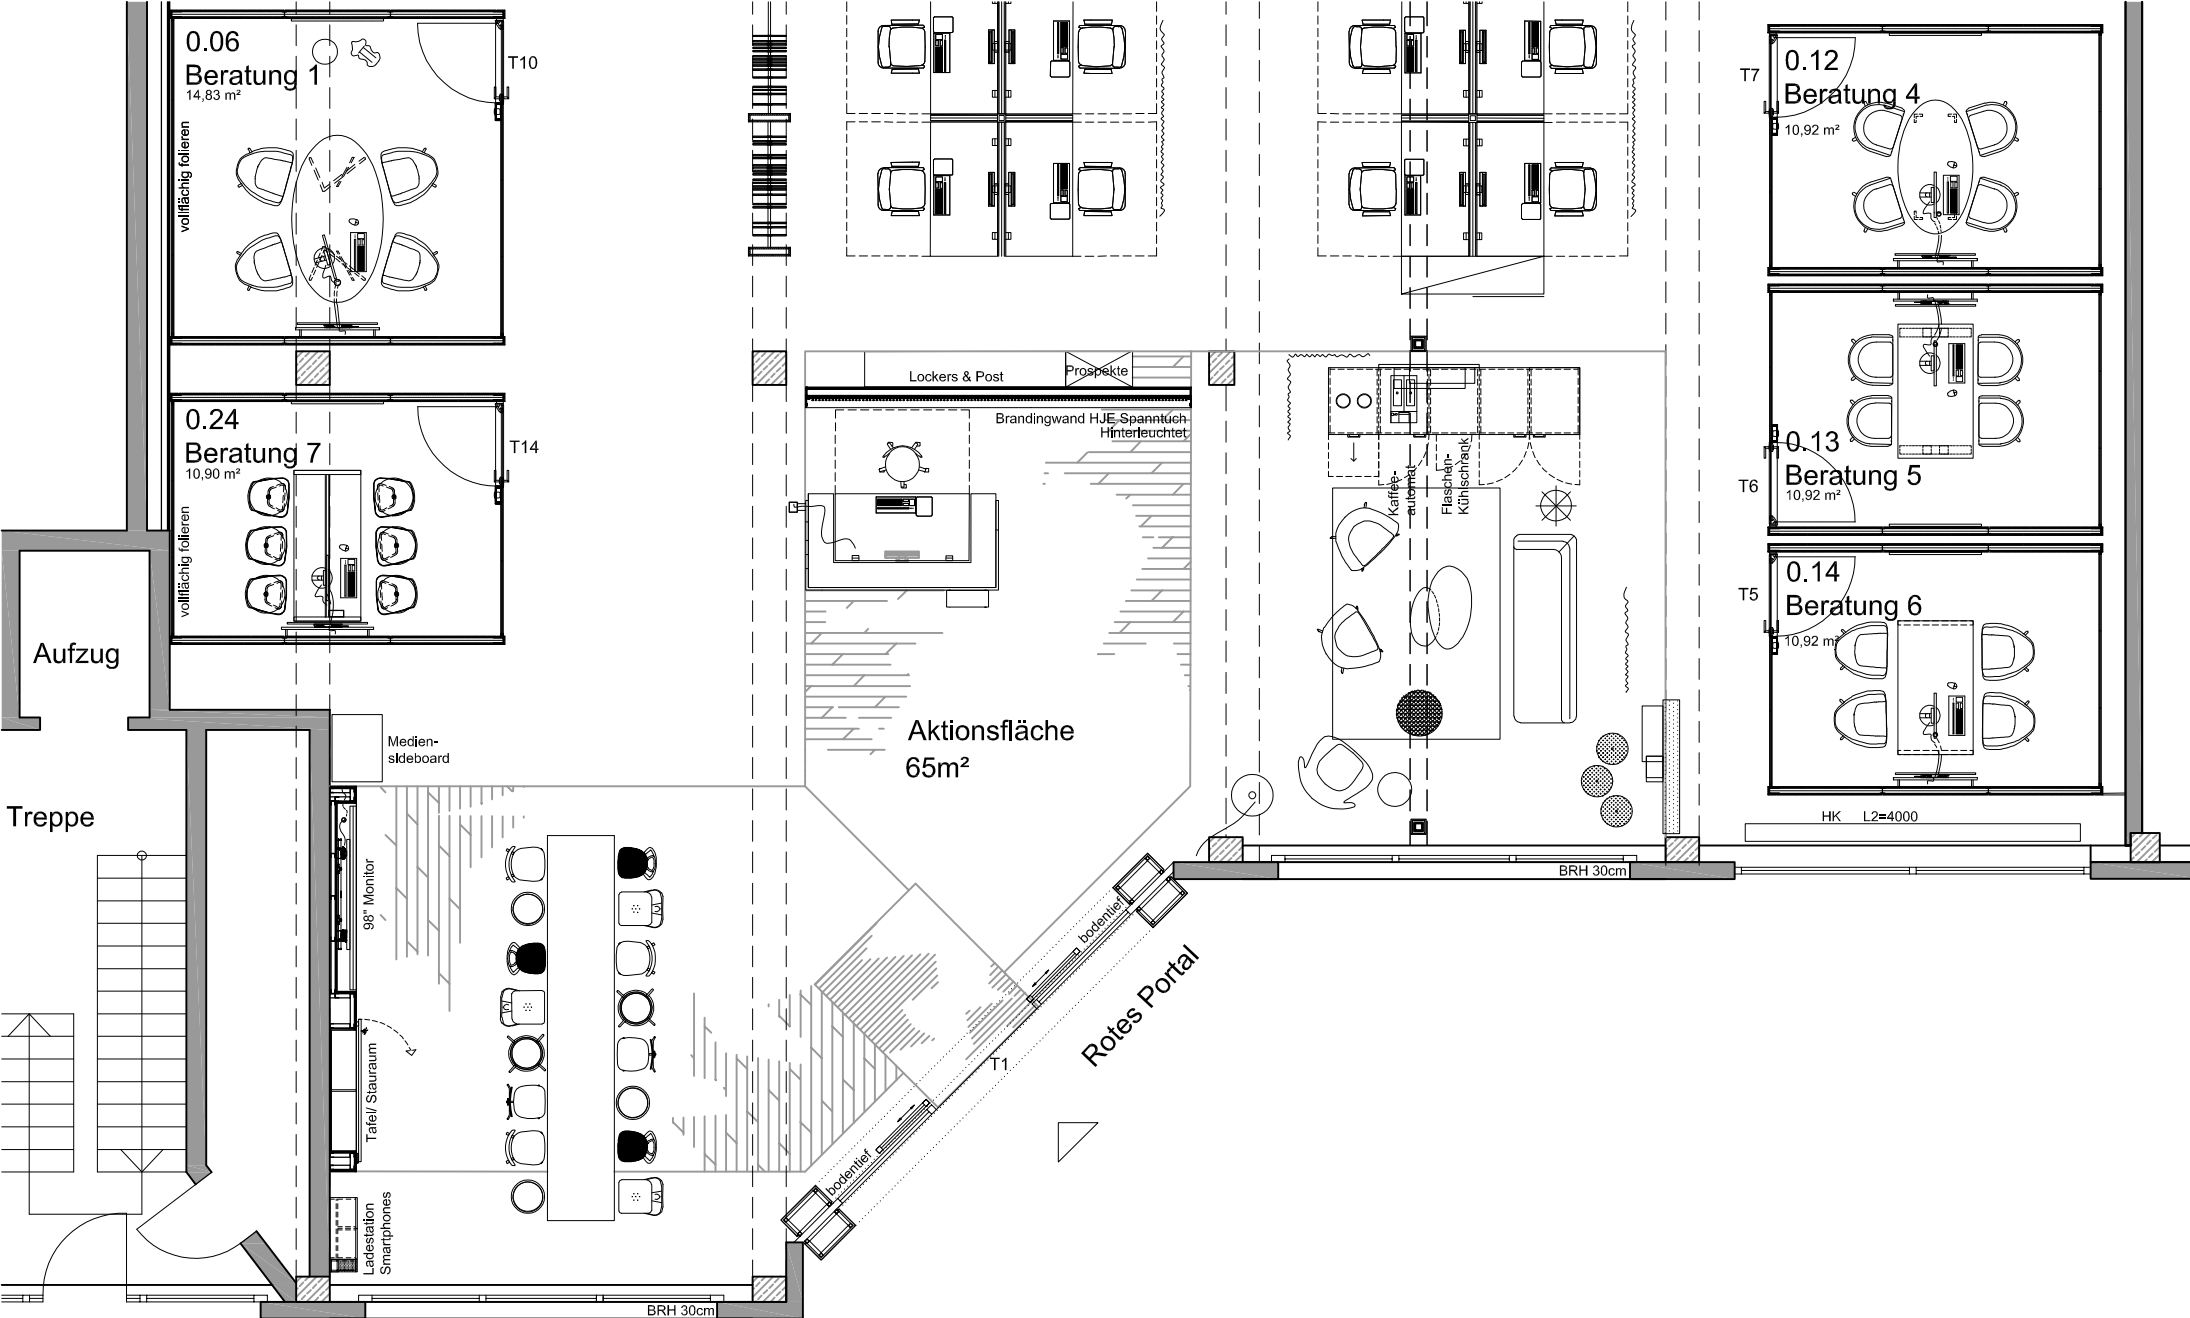 0.06
Beratung 1
14,83 m²
vollflächig folieren
T10
T7
0.12
Beratung 4
10,92 m²
Lockers & Post
Prospekte
Brandingwand HJE Spanntuch
Hinterleuchtet
0.24
Beratung 7
10,90 m²
vollflächig folieren
T14
Kaffee-
automat
Flaschen-
Kühlschrank
0.13
Beratung 5
10,92 m²
T6
0.14
Beratung 6
10,92 m²
T5
Aufzug
Medien-
sideboard
Aktionsfläche
65m²
Treppe
HK L2=4000
98" Monitor
BRH 30cm
bodentief
Rotes Portal
T1
Tafel/ Stauraum
bodentief
Ladestation
Smartphones
BRH 30cm